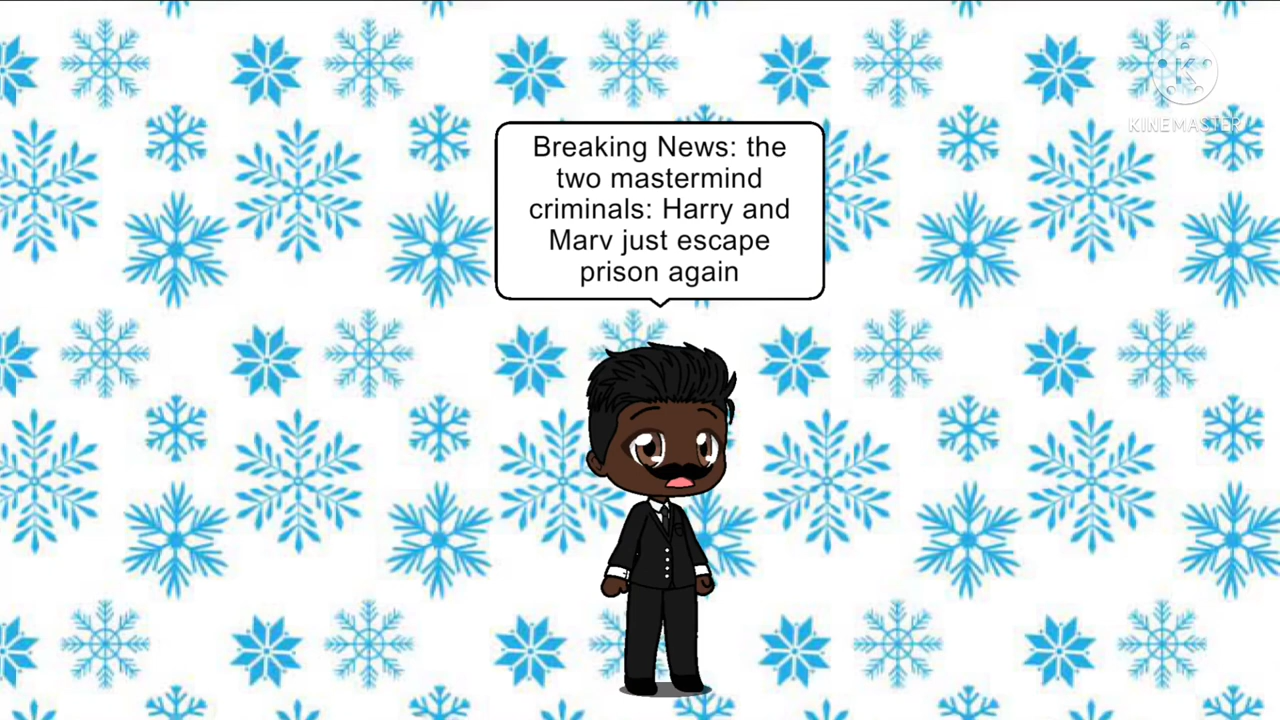 KINEMASTER
Breaking News: the
two mastermind
criminals: Harry and
Marv just escape
prison again